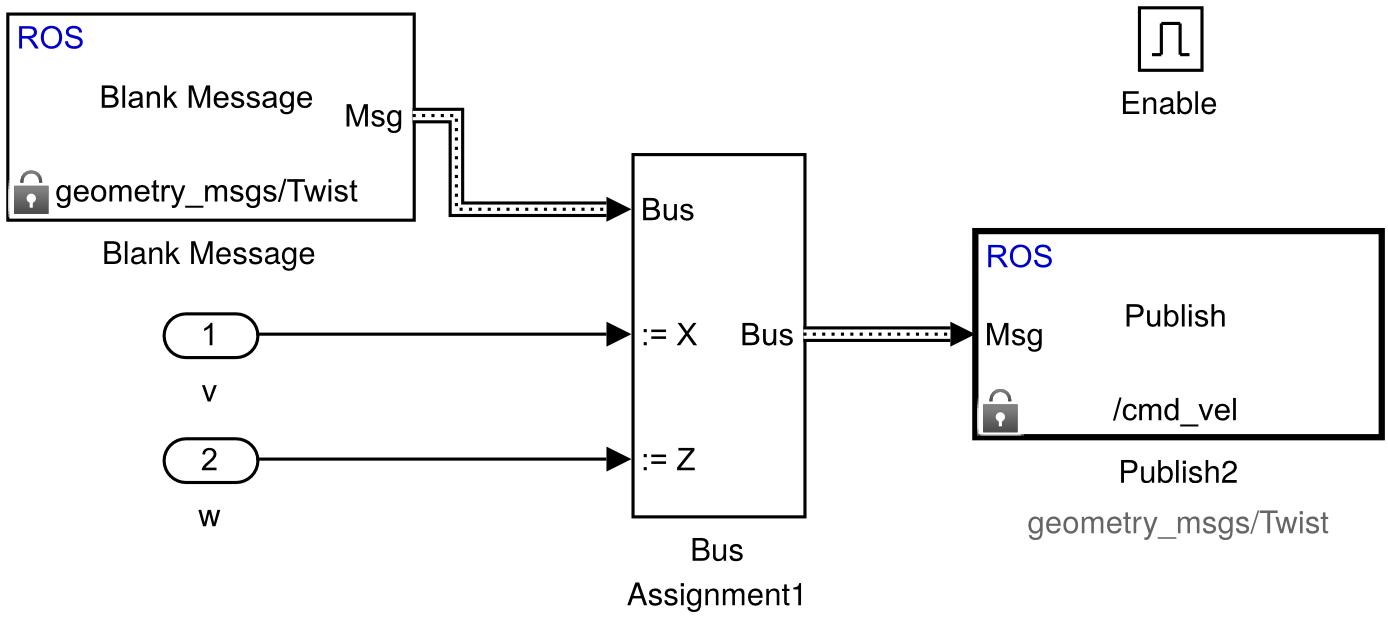 ROS
Blank Message
Msg
geometry_msgs/Twist
Blank Message
1
v
2
w
Bus
:= X
:= Z
Bus
Bus
Assignment1
Enable
ROS
Publish
Msg
/cmd_vel
Publish2
geometry_msgs/Twist